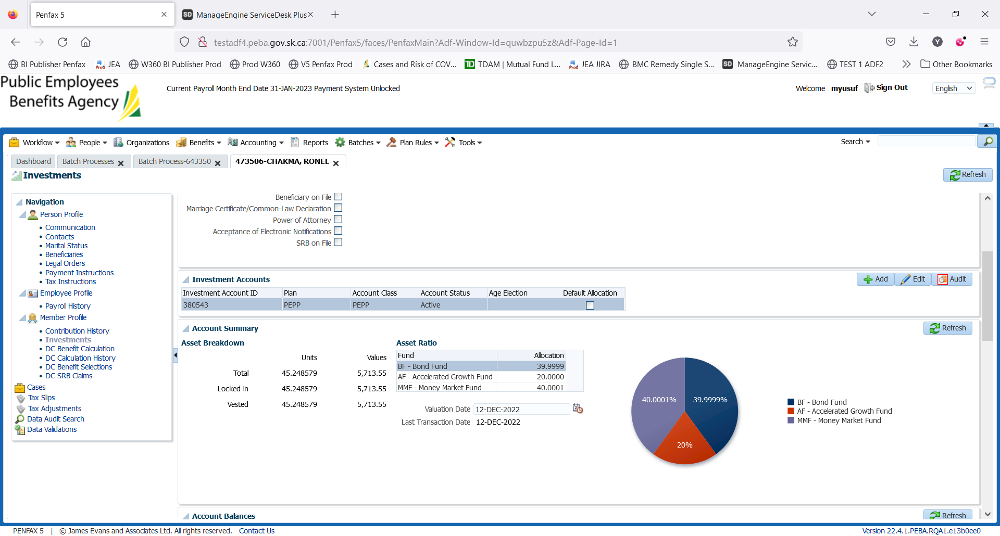 Penfax 5
SD ManageEngine ServiceDesk Plus
testadf4.peba.gov.sk.ca:7001/Penfax5/faces/PenfaxMain?Adf-Window-Id=quwbzpu5z&Adf-Page-Id=1
Y
BI Publisher Penfax JEA W360 BI Publisher Prod Prod W360 V5 Penfax Prod Cases and Risk of COV... TD TDAM | Mutual Fund L... JEA JIRA BMC Remedy Single S... SD ManageEngine Servic... TEST 1 ADF2 Other Bookmarks
Public Employees
Benefits Agency
Current Payroll Month End Date 31-JAN-2023 Payment System Unlocked
Welcome myusuf Sign Out English
Workflow People Organizations Benefits Accounting Reports Batches Plan Rules Tools Search
Dashboard Batch Processes Batch Process-643350 473506-CHAKMA, RONEL
Investments
Refresh
Navigation
Person Profile
Communication
Contacts
Marital Status
Beneficiaries
Legal Orders
Payment Instructions
Tax Instructions
Employee Profile
Payroll History
Member Profile
Contribution History
Investments
DC Benefit Calculation
DC Calculation History
DC Benefit Selections
DC SRB Claims
Cases
Tax Slips
Tax Adjustments
Data Audit Search
Data Validations
Beneficiary on File
Marriage Certificate/Common-Law Declaration
Power of Attorney
Acceptance of Electronic Notifications
SRB on File
Investment Accounts
Add Edit Audit
Investment Account ID Plan Account Class Account Status Age Election Default Allocation
380543 PEPP PEPP Active
Account Summary
Refresh
Asset Breakdown
Units Values
Total 45.248579 5,713.55
Locked-in 45.248579 5,713.55
Vested 45.248579 5,713.55
Asset Ratio
Fund Allocation
BF - Bond Fund 39.9999
AF - Accelerated Growth Fund 20.0000
MMF - Money Market Fund 40.0001
Valuation Date 12-DEC-2022
Last Transaction Date 12-DEC-2022
40.0001% 39.9999%
20%
BF - Bond Fund
AF - Accelerated Growth Fund
MMF - Money Market Fund
Account Balances
Refresh
PENFAX 5 | © James Evans and Associates Ltd. All rights reserved. Contact Us
Version 22.4.1.PEBA.RQA1.e13b0ee0